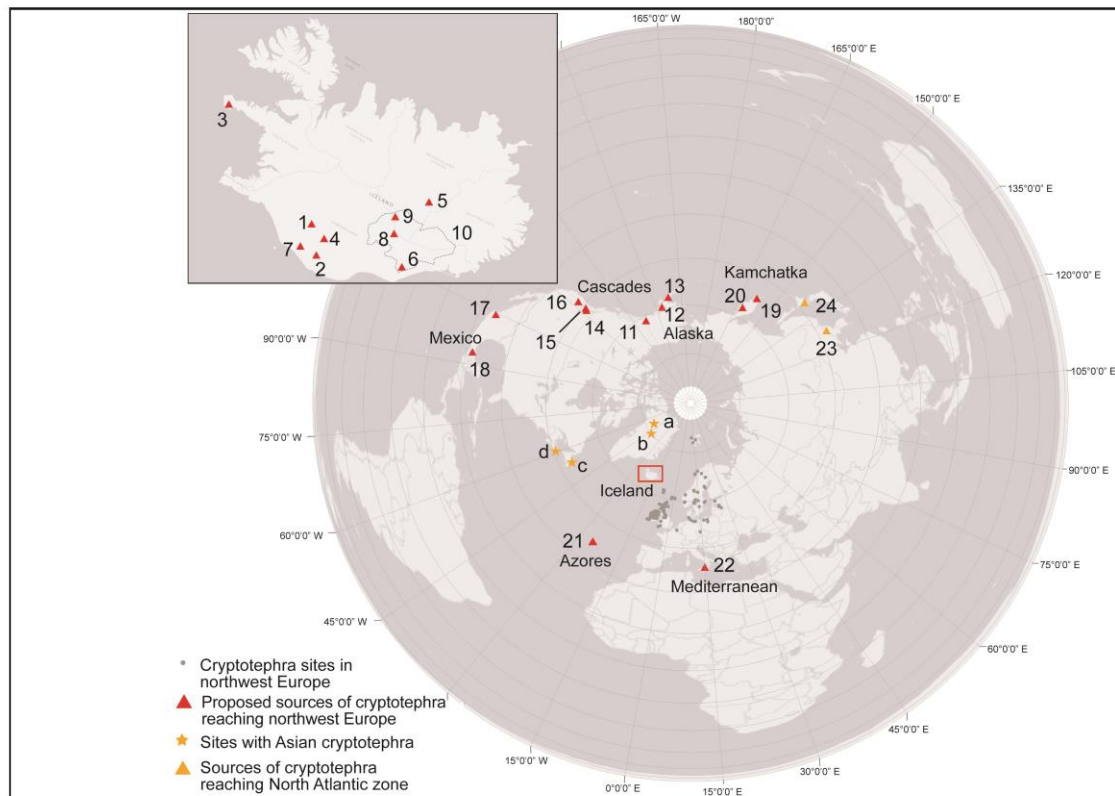 165°0'0" W
180°0'0"
165°0'0" E
150°0'0" E
135°0'0" E
120°0'0" E
105°0'0" E
90°0'0" E
75°0'0" E
60°0'0" E
45°0'0" E
30°0'0" E
15°0'0" E
0°0'0" E
15°0'0" W
45°0'0" W
60°0'0" W
75°0'0" W
90°0'0" W
3
ICELAND
5
9
1
8
10
4
7
2
6
Cascades
13
Kamchatka
16
12
20
19
24
17
15
14
11
Alaska
23
Mexico
18
a
b
d
c
Iceland
21
Azores
22
Mediterranean
Cryptotephra sites in
northwest Europe
Proposed sources of cryptotephra
reaching northwest Europe
Sites with Asian cryptotephra
Sources of cryptotephra
reaching North Atlantic zone